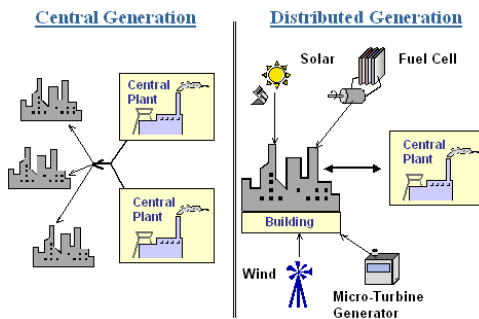 Central Generation
Central
Plant
Central
Plant
Distributed Generation
Solar
Fuel Cell
Central
Plant
Building
Wind
Micro-Turbine
Generator